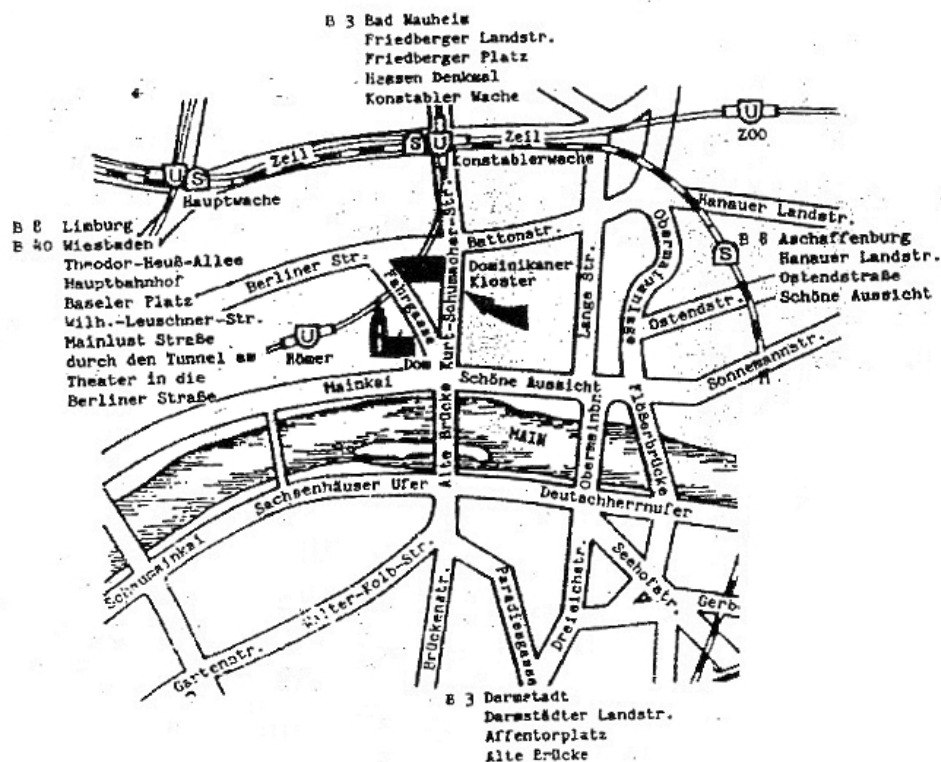 B 3 Bad Nauheim
Friedberger Landstr.
Friedberger Platz
Hessen Denkmal
Konstabler Wache
U
ZOO
Zeil
S U
Zeil
Konstablerwache
U S
Hauptwache
Hanauer Landstr.
B 8 Limburg
B 40 Wiesbaden
Theodor-Heuß-Allee
Hauptbahnhof
Baseler Platz
Wilh.-Leuschner-Str.
Mainlust Straße
durch den Tunnel am
Theater in die
Berliner Straße
Berliner Str.
Fahrgasse
Kurt-Schumacher-Str.
Battonstr.
Dominikaner
Kloster
Lange Str.
Obermainanlage
S
B 8 Aschaffenburg
Hanauer Landstr.
Ostendstraße
Schöne Aussicht
Ostendstr.
Sonnemannstr.
U
Römer
Dom
Mainkai
Schöne Aussicht
Alte Brücke
MAIN
Obermainbr.
Flößerbrücke
Sachsenhäuser Ufer
Deutschherrnufer
Schaumainkai
Walter-Kolb-Str.
Gartenstr.
Brückenstr.
Paradiesgasse
Dreieichstr.
Seehofstr.
Gerb
B 3 Darmstadt
Darmstädter Landstr.
Affentorplatz
Alte Brücke